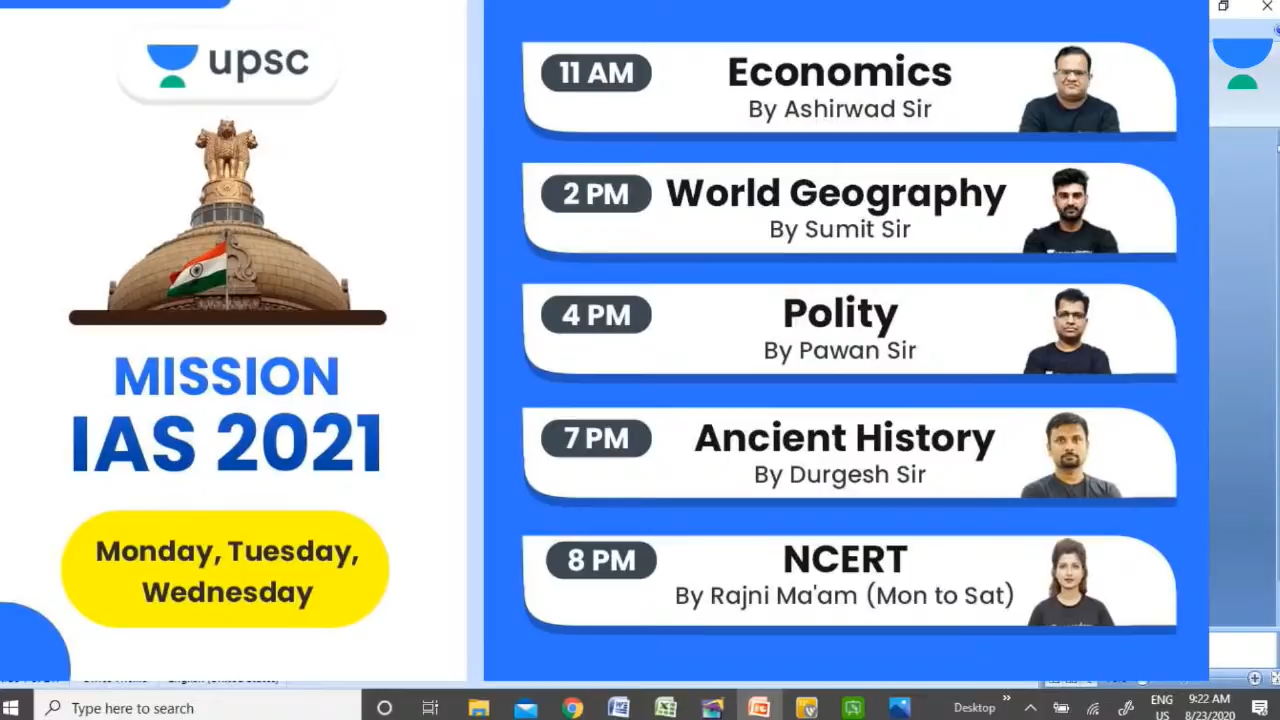 upsc
MISSION
IAS 2021
Monday, Tuesday,
Wednesday
11 AM
Economics
By Ashirwad Sir
2 PM
World Geography
By Sumit Sir
4 PM
Polity
By Pawan Sir
7 PM
Ancient History
By Durgesh Sir
8 PM
NCERT
By Rajni Ma'am (Mon to Sat)
Type here to search
Desktop
ENG
US
9:22 AM
8/23/2020